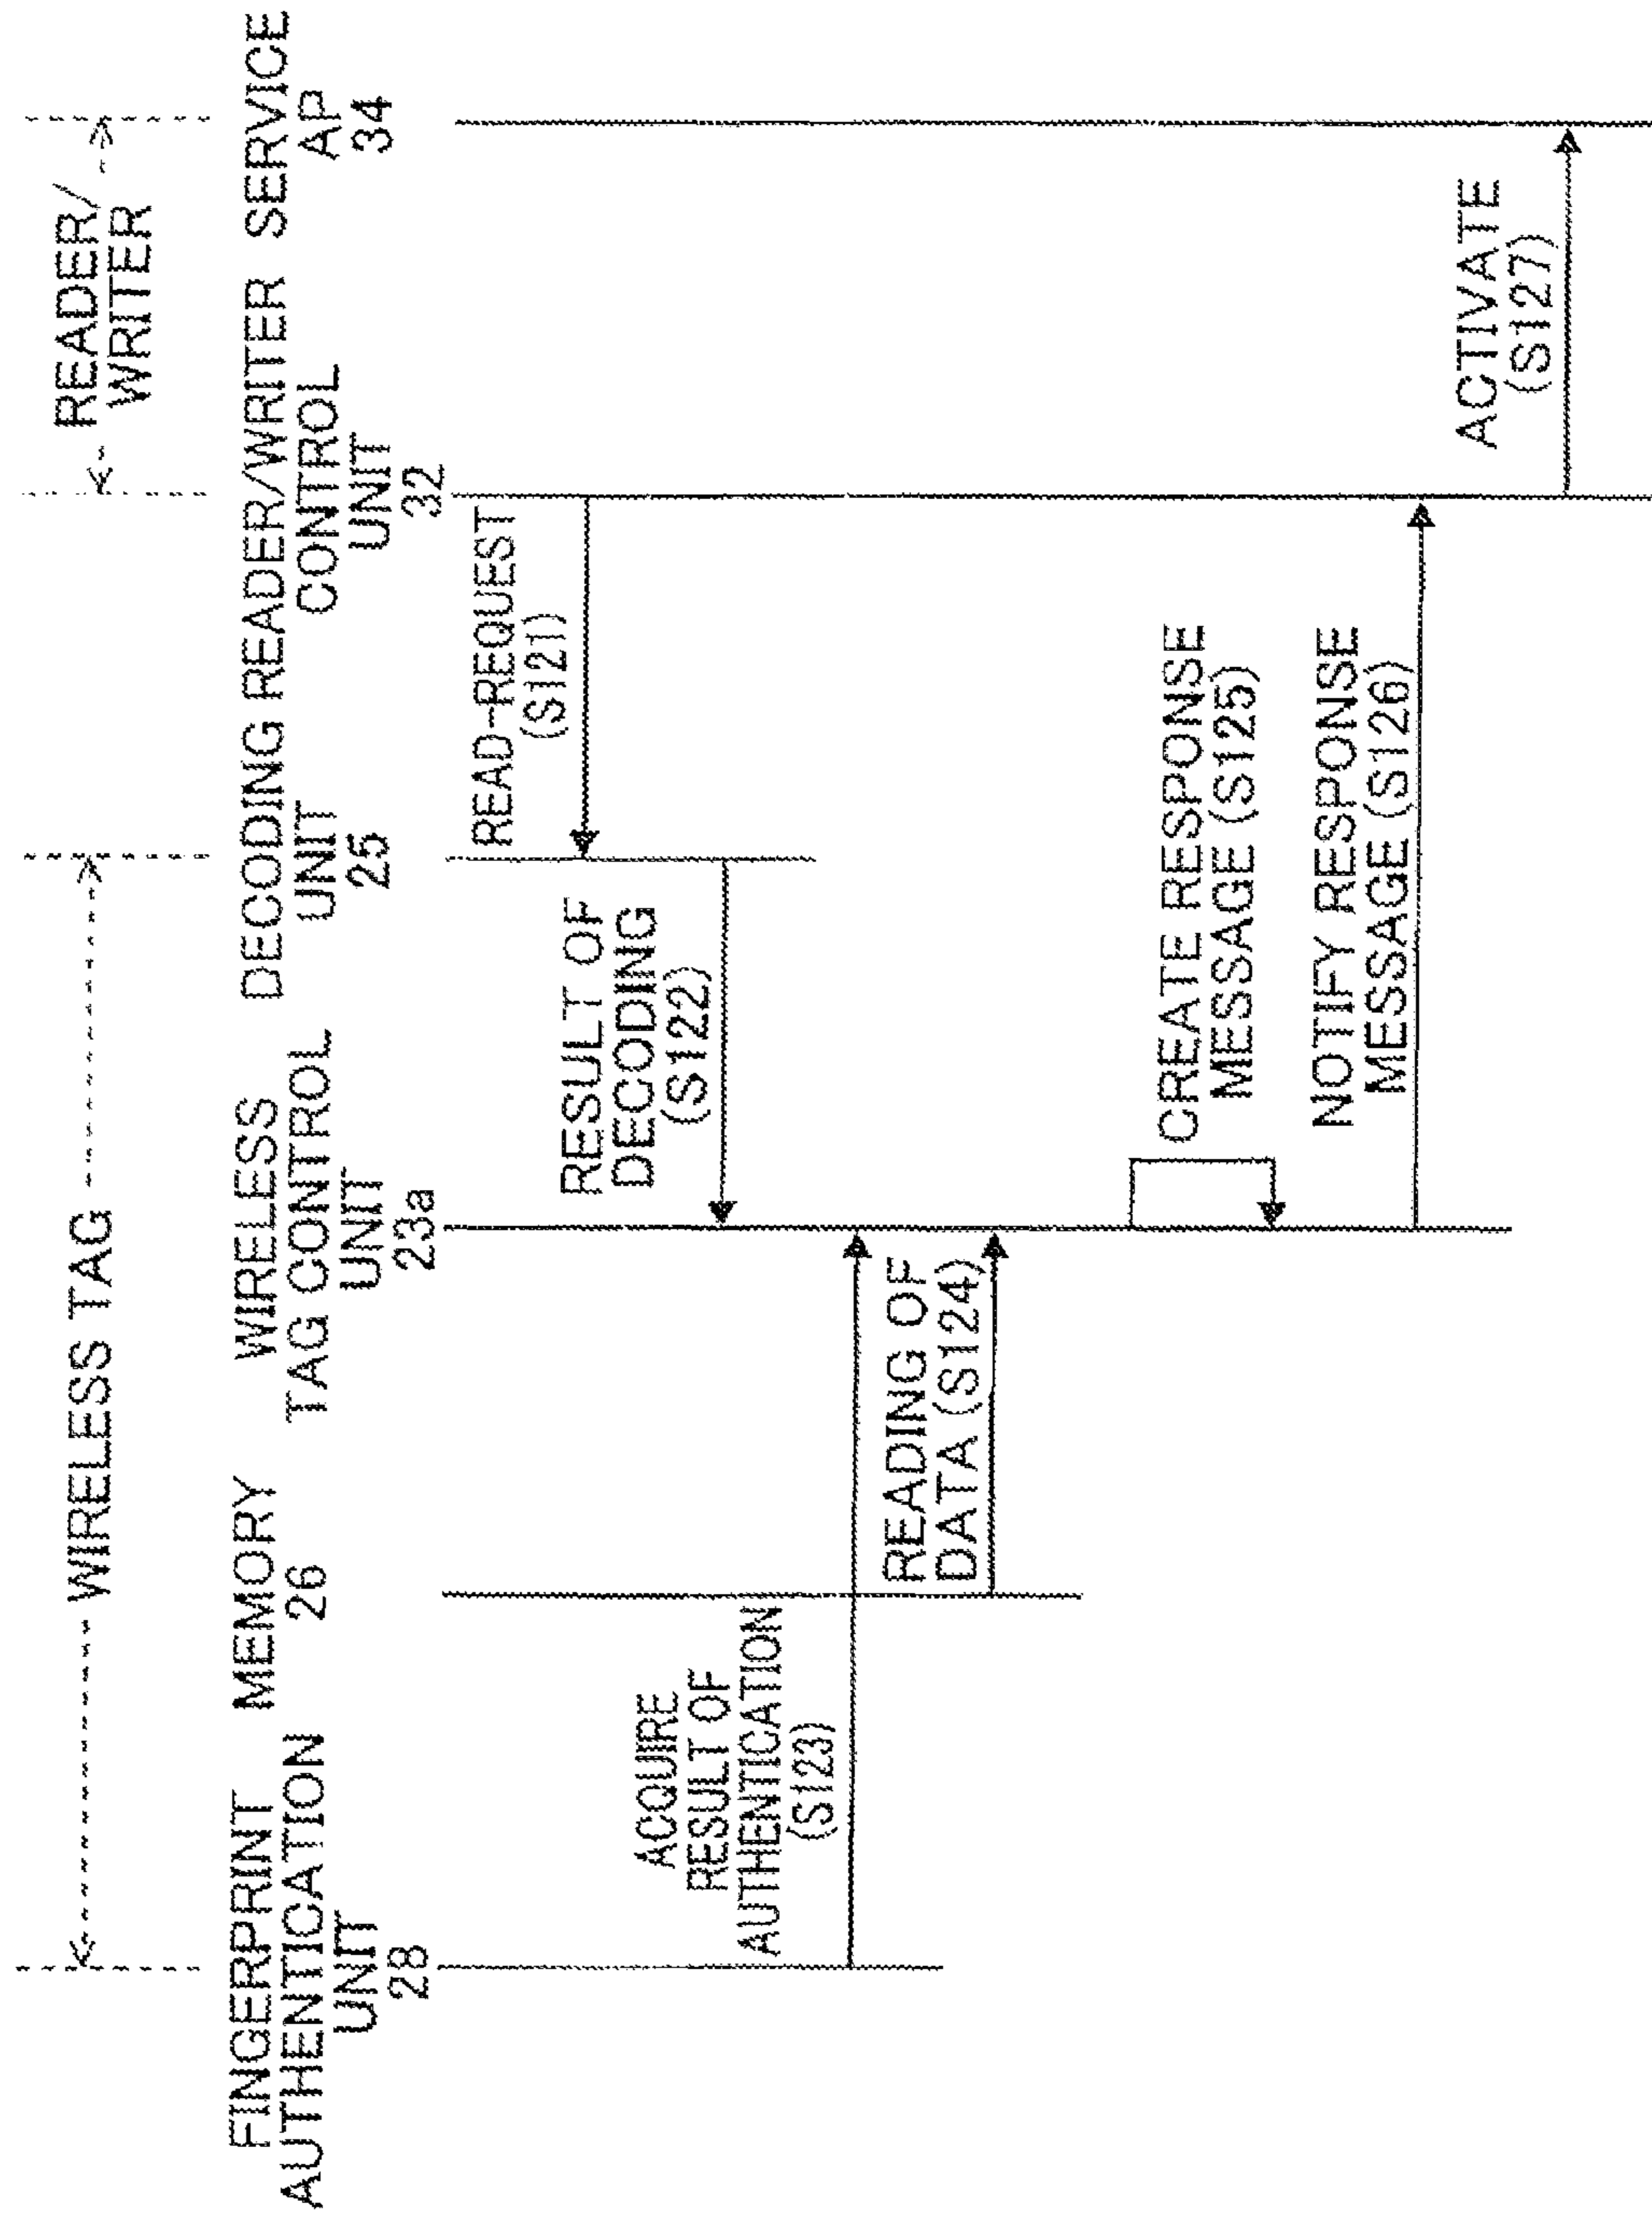 WIRELESS TAG
READER/
WRITER
FINGERPRINT
AUTHENTICATION
UNIT
28
MEMORY
26
WIRELESS
TAG CONTROL
UNIT
23a
DECODING
UNIT
25
READER/WRITER
CONTROL
UNIT
32
SERVICE
AP
34
READ-REQUEST
(S121)
RESULT OF
DECODING
(S122)
ACQUIRE
RESULT OF
AUTHENTICATION
(S123)
READING OF
DATA (S124)
CREATE RESPONSE
MESSAGE (S125)
NOTIFY RESPONSE
MESSAGE (S126)
ACTIVATE
(S127)